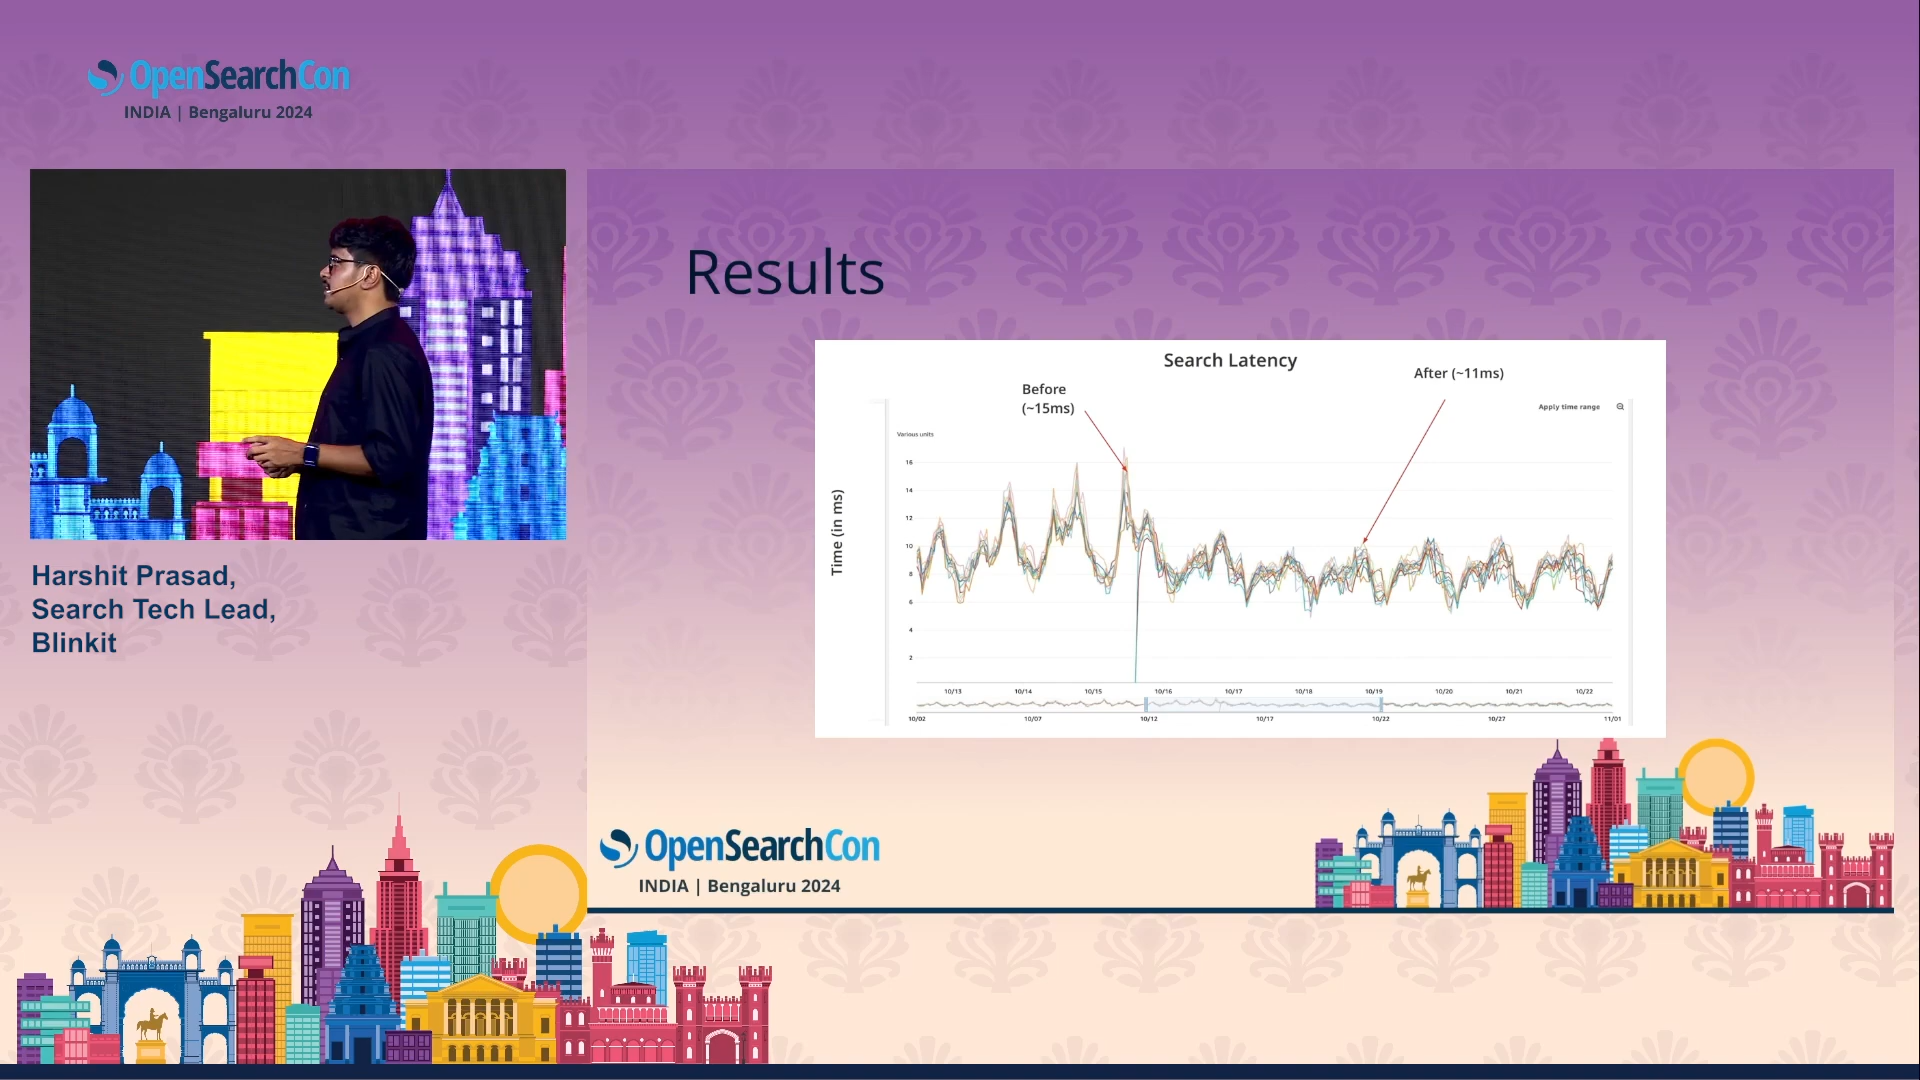 OpenSearchCon
INDIA | Bengaluru 2024
Harshit Prasad,
Search Tech Lead,
Blinkit
Results
Search Latency
Before
(~15ms)
After (~11ms)
Apply time range
Various units
Time (in ms)
16
14
12
10
8
6
4
2
10/13 10/14 10/15 10/16 10/17 10/18 10/19 10/20 10/21 10/22
10/02 10/07 10/12 10/17 10/22 10/27 11/01
OpenSearchCon
INDIA | Bengaluru 2024